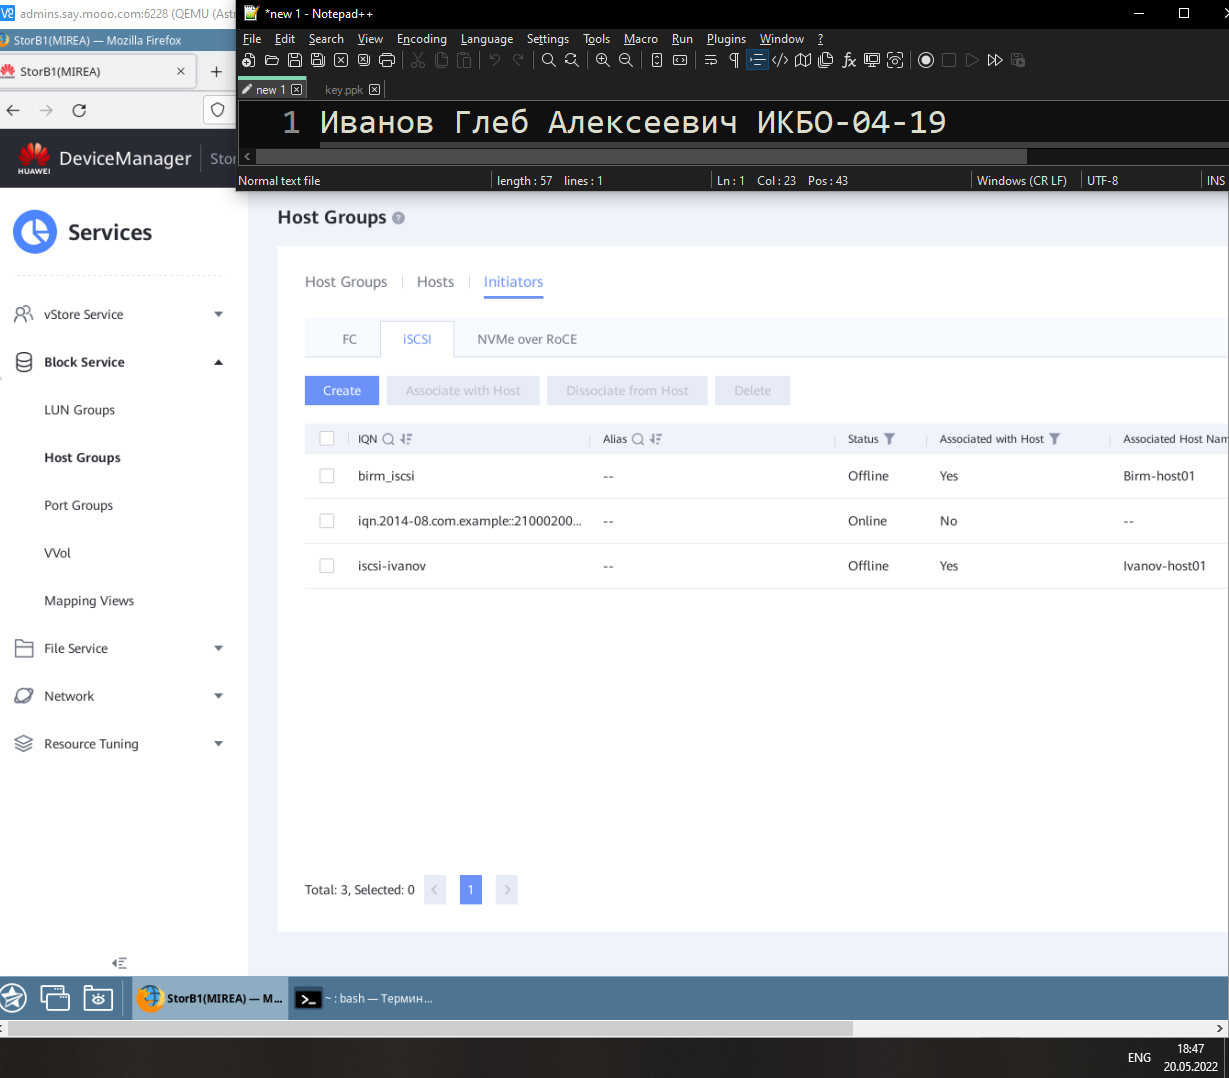 admins.say.mooo.com:6228 (QEMU (Ast
*new 1 - Notepad++
StorB1(MIREA) — Mozilla Firefox
File Edit Search View Encoding Language Settings Tools Macro Run Plugins Window ?
StorB1(MIREA)
new 1 key.ppk
1 Иванов Глеб Алексеевич ИКБО-04-19
HUAWEI DeviceManager Stor
Normal text file length : 57 lines : 1 Ln : 1 Col : 23 Pos : 43 Windows (CR LF) UTF-8 INS
Host Groups ?
Services
Host Groups Hosts Initiators
vStore Service
FC iSCSI NVMe over RoCE
Block Service
Create Associate with Host Dissociate from Host Delete
LUN Groups
IQN Alias Status Associated with Host Associated Host Nam
Host Groups
birm_iscsi -- Offline Yes Birm-host01
Port Groups
iqn.2014-08.com.example::21000200... -- Online No --
VVol
iscsi-ivanov -- Offline Yes Ivanov-host01
Mapping Views
File Service
Network
Resource Tuning
Total: 3, Selected: 0 < 1 >
StorB1(MIREA) — M... ~ : bash — Термин...
ENG 18:47
20.05.2022